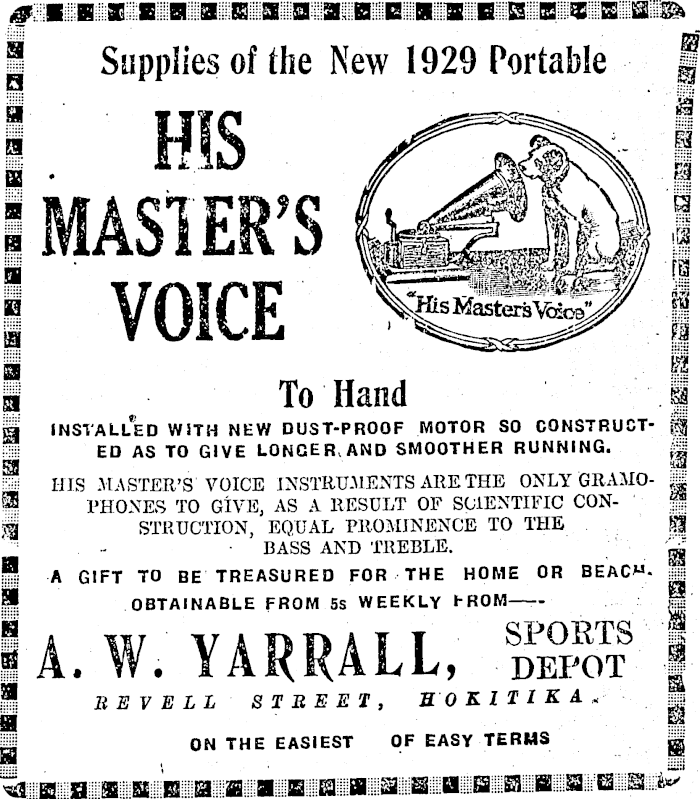 Supplies of the New 1929 Portable
HIS
MASTER'S
VOICE
"His Master's Voice"
To Hand
INSTALLED WITH NEW DUST-PROOF MOTOR SO CONSTRUCT-
ED AS TO GIVE LONGER AND SMOOTHER RUNNING.
HIS MASTER'S VOICE INSTRUMENTS ARE THE ONLY GRAMO-
PHONES TO GIVE, AS A RESULT OF SCIENTIFIC CON-
STRUCTION, EQUAL PROMINENCE TO THE
BASS AND TREBLE.
A GIFT TO BE TREASURED FOR THE HOME OR BEACH.
OBTAINABLE FROM 5s WEEKLY FROM—
A. W. YARRALL, SPORTS DEPOT
REVELL STREET, HOKITIKA.
ON THE EASIEST OF EASY TERMS